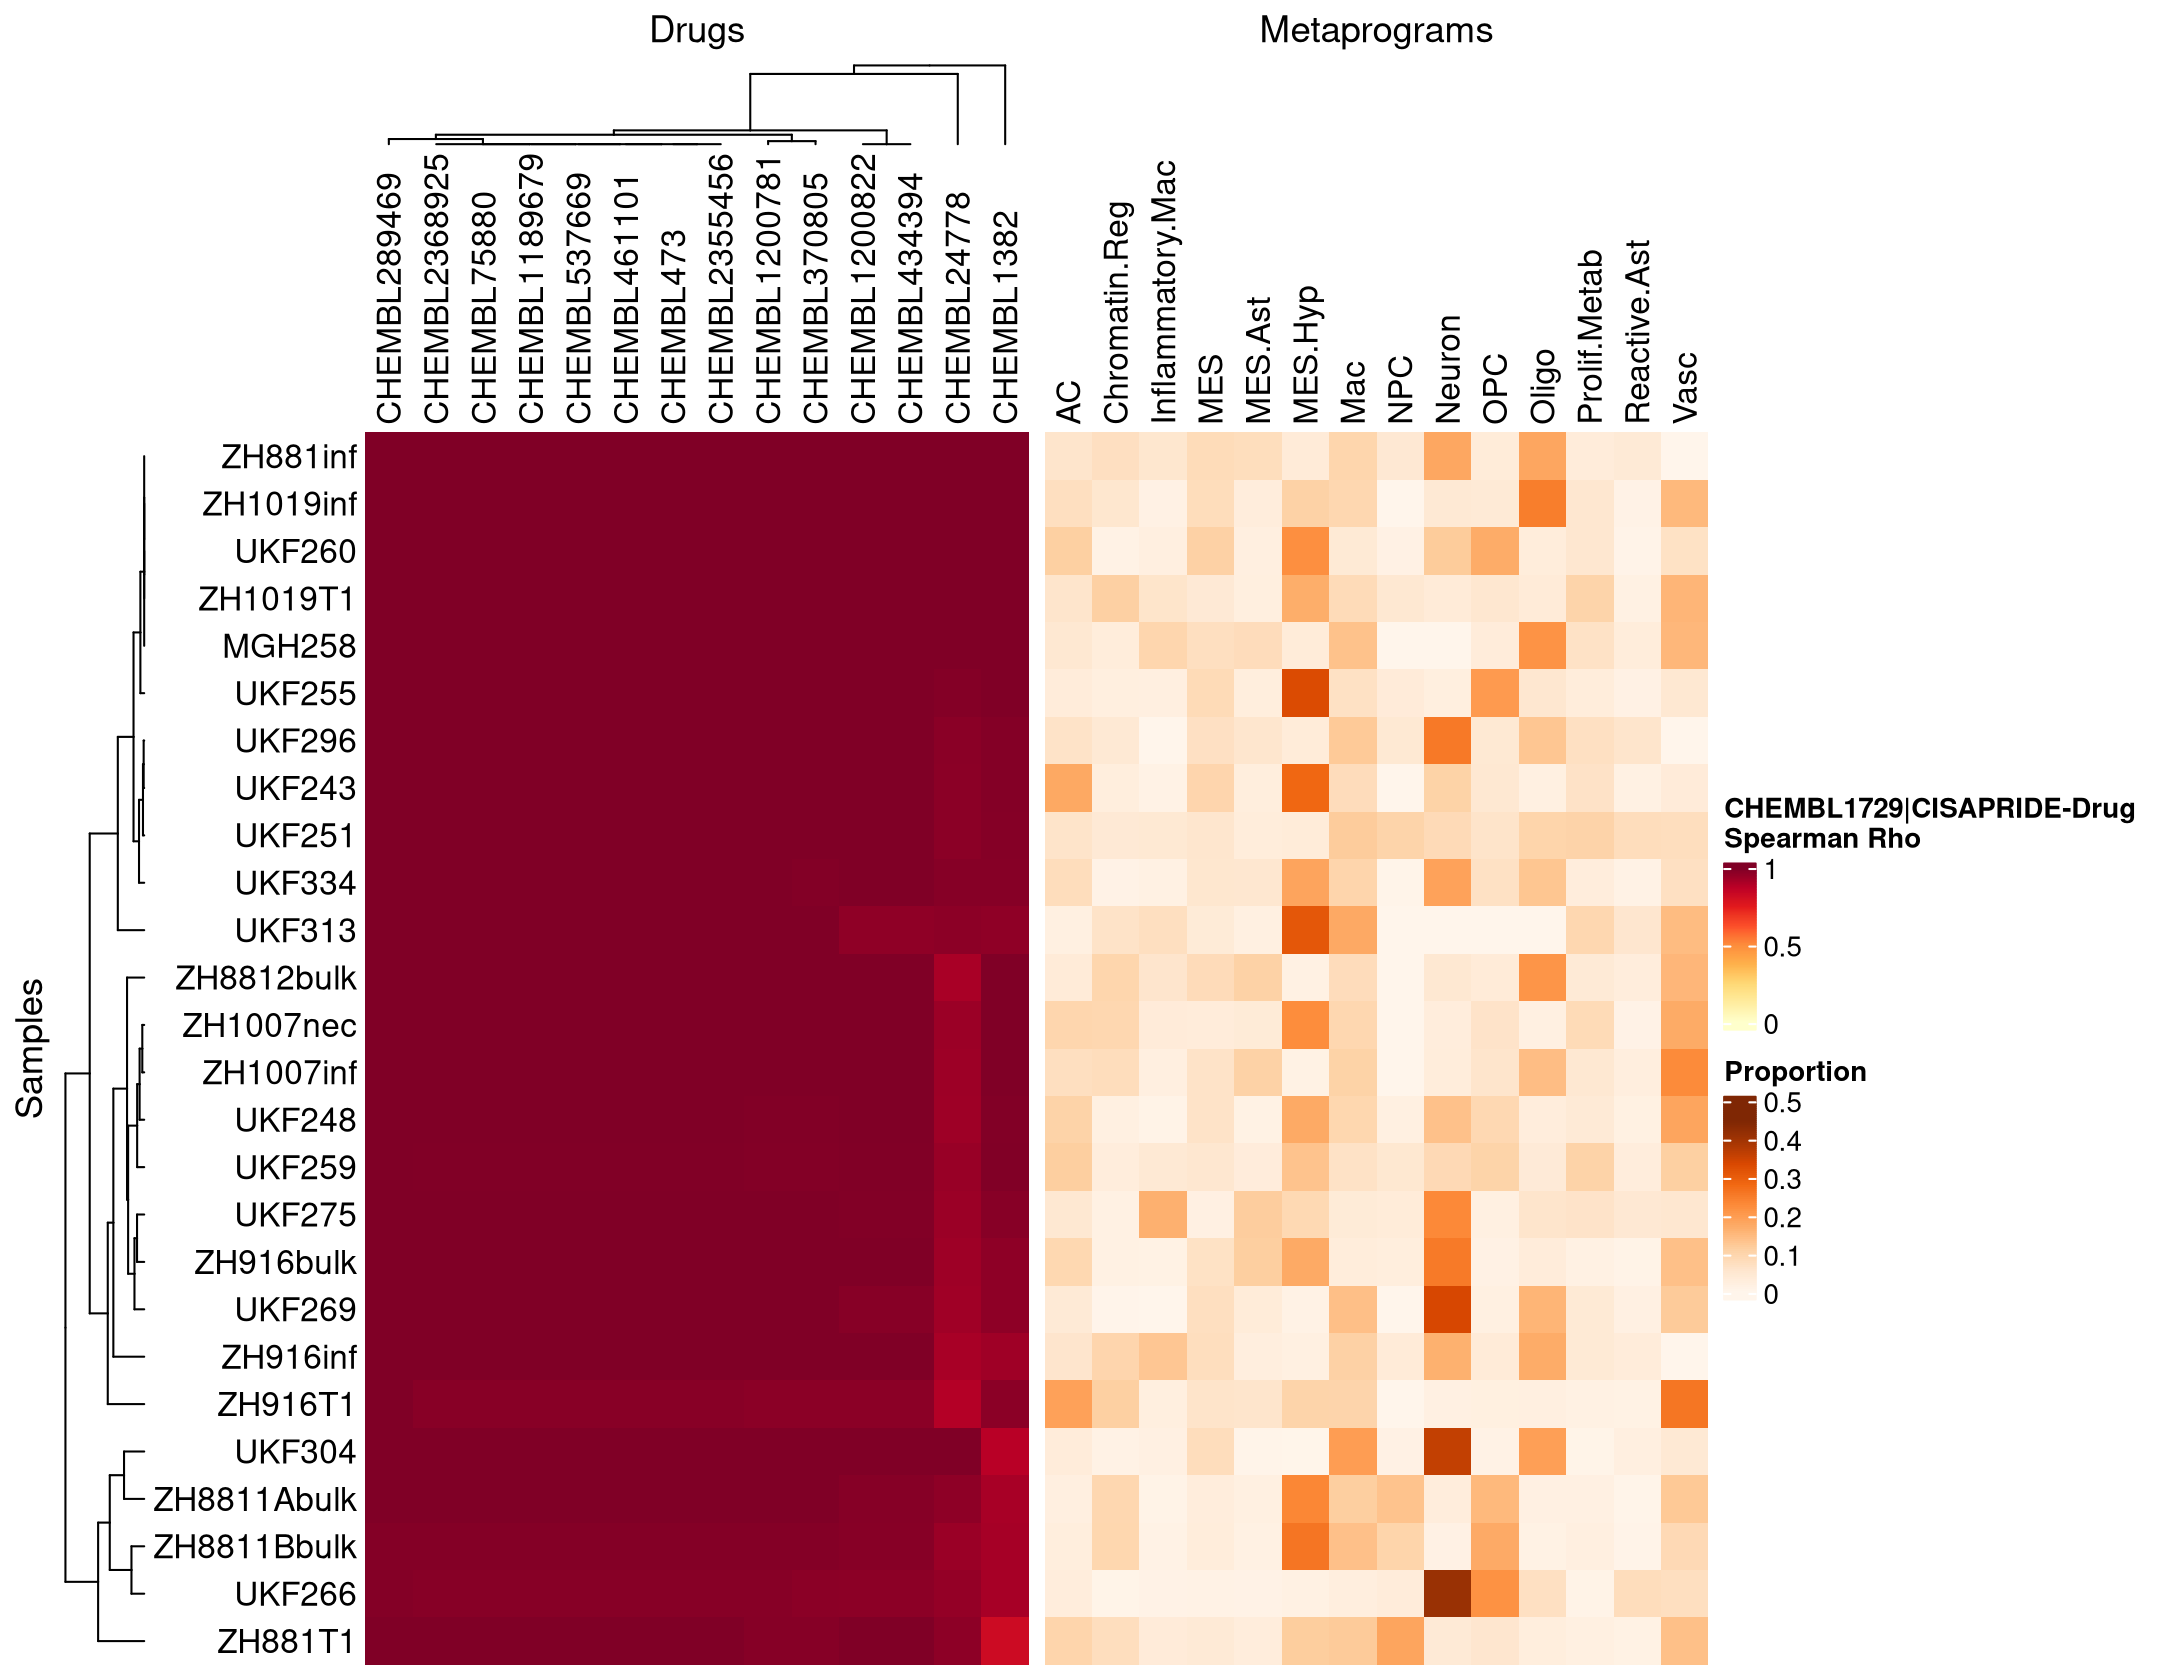 Drugs
Metaprograms
CHEMBL289469
CHEMBL2368925
CHEMBL75880
CHEMBL1189679
CHEMBL537669
CHEMBL461101
CHEMBL473
CHEMBL2355456
CHEMBL1200781
CHEMBL370805
CHEMBL1200822
CHEMBL434394
CHEMBL24778
CHEMBL1382
AC
Chromatin.Reg
Inflammatory.Mac
MES
MES.Ast
MES.Hyp
Mac
NPC
Neuron
OPC
Oligo
Prolif.Metab
Reactive.Ast
Vasc
Samples
ZH881inf
ZH1019inf
UKF260
ZH1019T1
MGH258
UKF255
UKF296
UKF243
UKF251
UKF334
UKF313
ZH8812bulk
ZH1007nec
ZH1007inf
UKF248
UKF259
UKF275
ZH916bulk
UKF269
ZH916inf
ZH916T1
UKF304
ZH8811Abulk
ZH8811Bbulk
UKF266
ZH881T1
CHEMBL1729|CISAPRIDE-Drug
Spearman Rho
1
0.5
0
Proportion
0.5
0.4
0.3
0.2
0.1
0